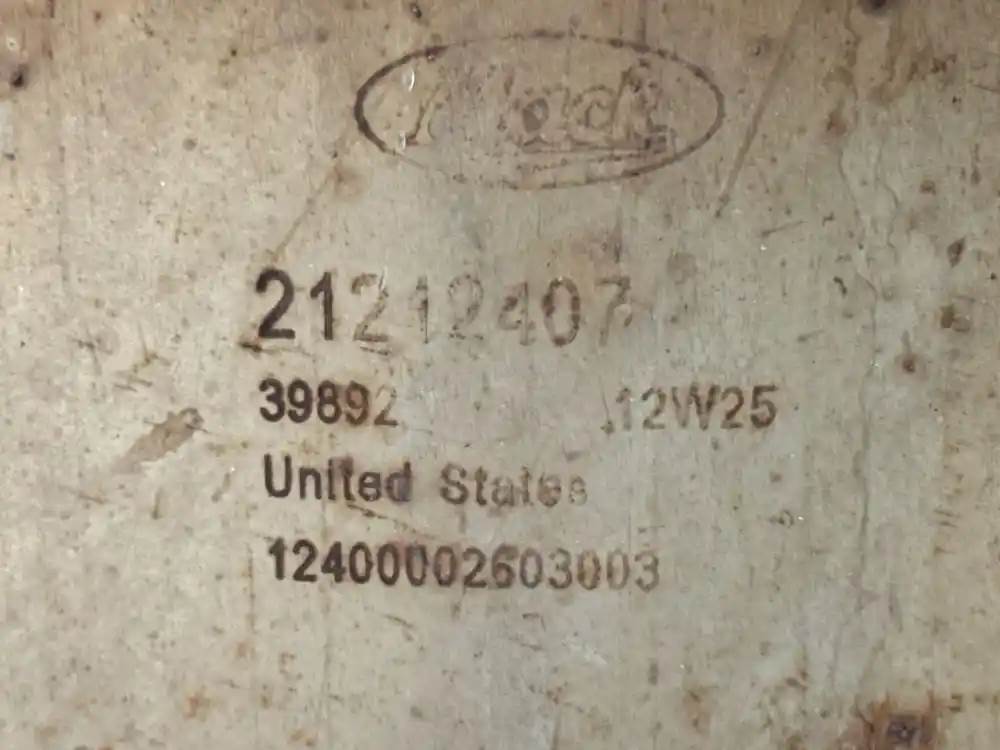 Mack
21212407
39892 12W25
United States
12400002603003